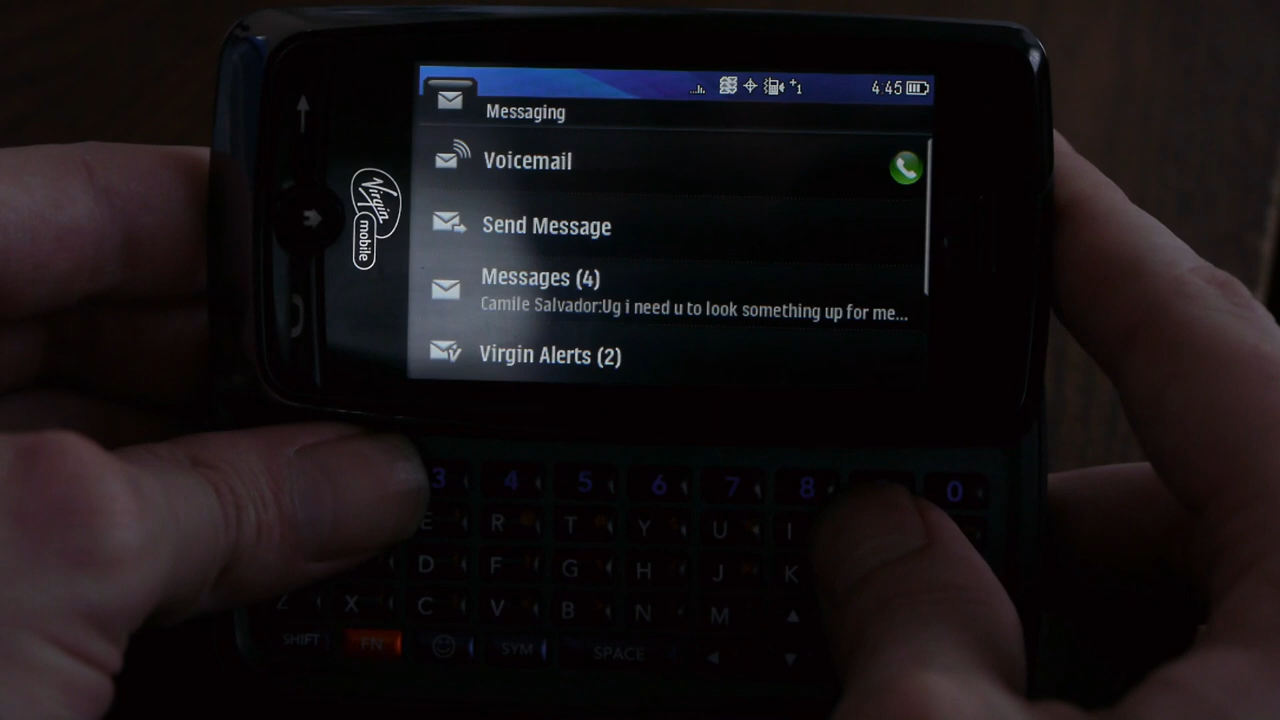 4:45
Messaging
Voicemail
Send Message
Messages (4)
Camile Salvador:Ug i need u to look something up for me...
Virgin Alerts (2)
Virgin
mobile
3 4 5 6 7 8 0
E R T Y U I
D F G H J K
Z X C V B N M
SHIFT FN SYM SPACE